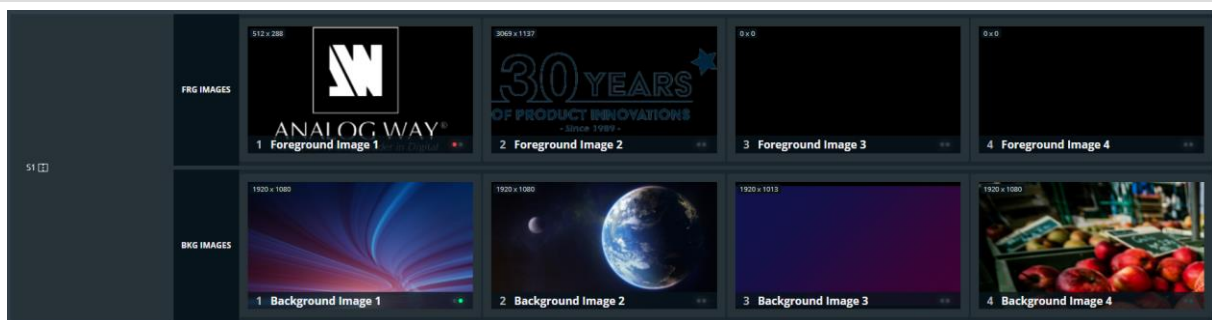 512 x 288
3069 x 1137
0 x 0
0 x 0
FRG IMAGES
ANALOG WAY®
in Digital
30 YEARS
OF PRODUCT INNOVATIONS
- Since 1989 -
1 Foreground Image 1
2 Foreground Image 2
3 Foreground Image 3
4 Foreground Image 4
S1
1920 x 1080
1920 x 1080
1920 x 1013
1920 x 1080
BKG IMAGES
1 Background Image 1
2 Background Image 2
3 Background Image 3
4 Background Image 4